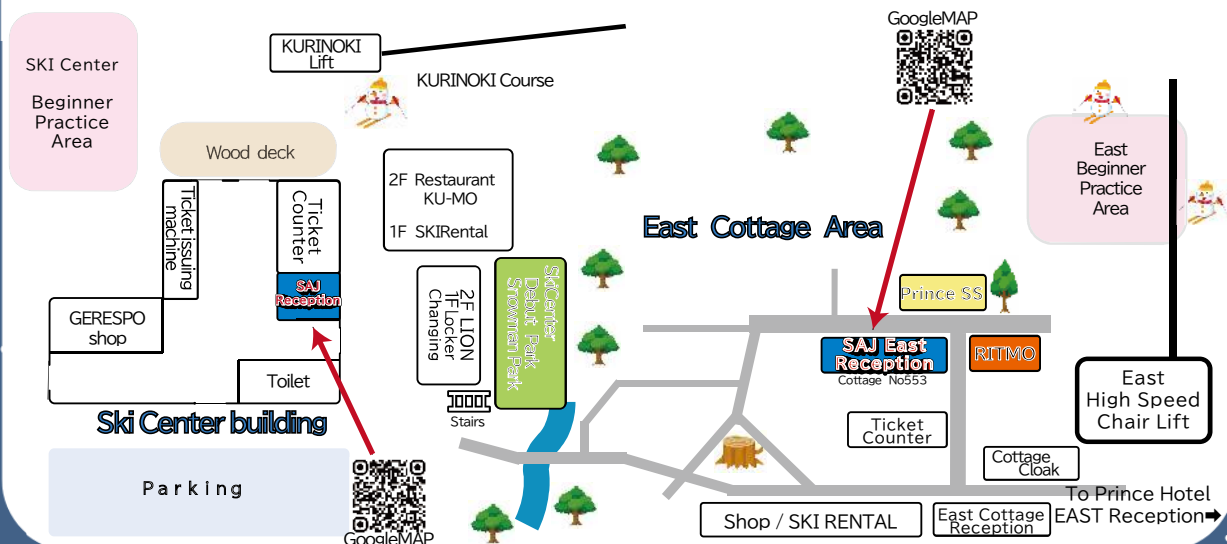 GoogleMAP
SKI Center
Beginner
Practice
Area
KURINOKI
Lift
KURINOKI Course
Wood deck
Ticket issuing
machine
Ticket
Counter
SAJ
Reception
GERESPO
shop
Toilet
Ski Center building
Parking
GoogleMAP
2F Restaurant
KU-MO
1F SKIRental
2F LION
1Flocker
Changing
Stairs
SkiCenter
Debut Park
Snowman Park
East Cottage Area
East
Beginner
Practice
Area
Prince SS
SAJ East
Reception
Cottage No553
RITMO
East
High Speed
Chair Lift
Ticket
Counter
Cottage
Cloak
Shop / SKI RENTAL
East Cottage
Reception
To Prince Hotel
EAST Reception➡